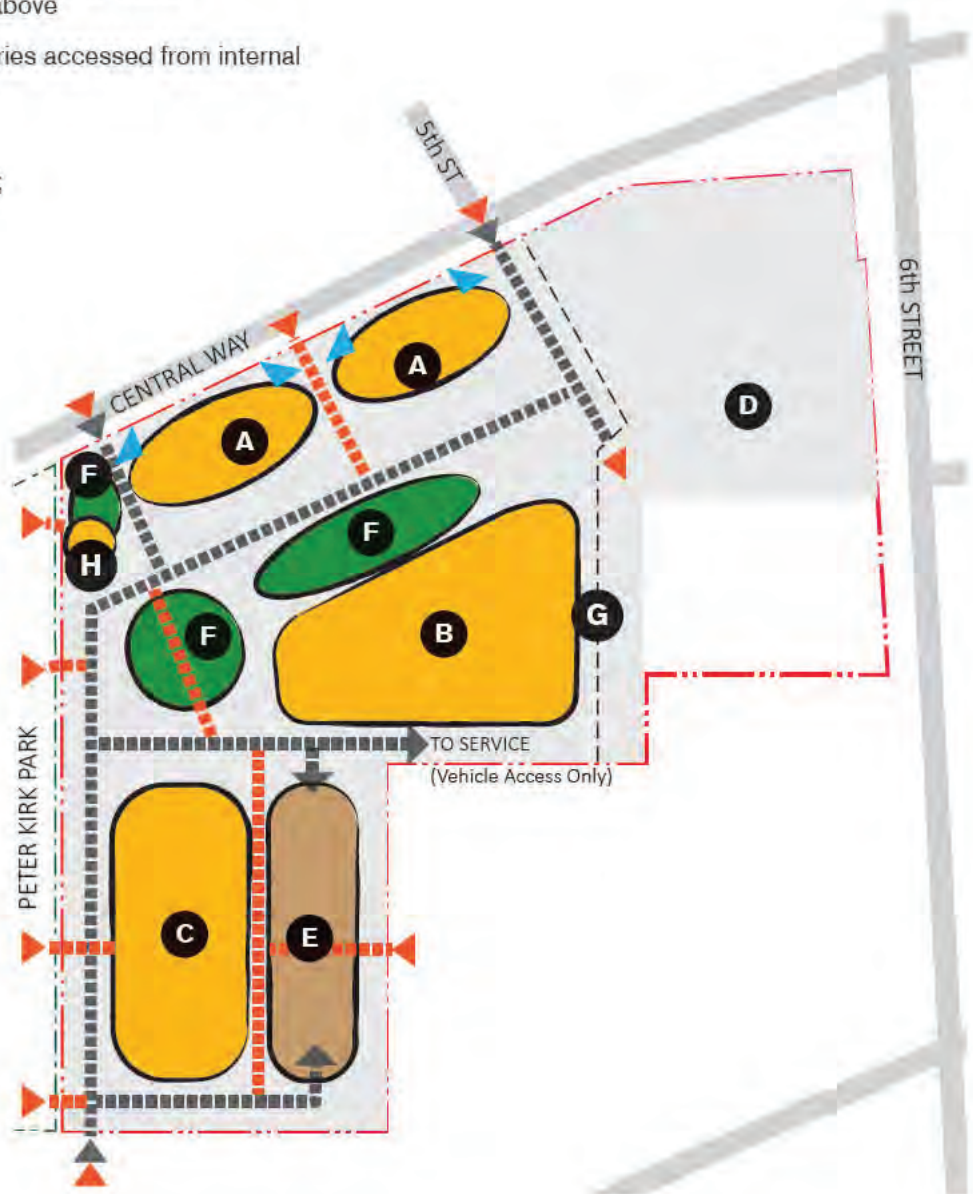 above
ries accessed from internal
5th ST
6th STREET
CENTRAL WAY
A
D
A
F
F
H
G
F
B
TO SERVICE
(Vehicle Access Only)
PETER KIRK PARK
C
E